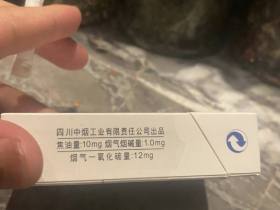 四川中烟工业有限责任公司出品
焦油量:10mg 烟气烟碱量:1.0mg
烟气一氧化碳量:12mg